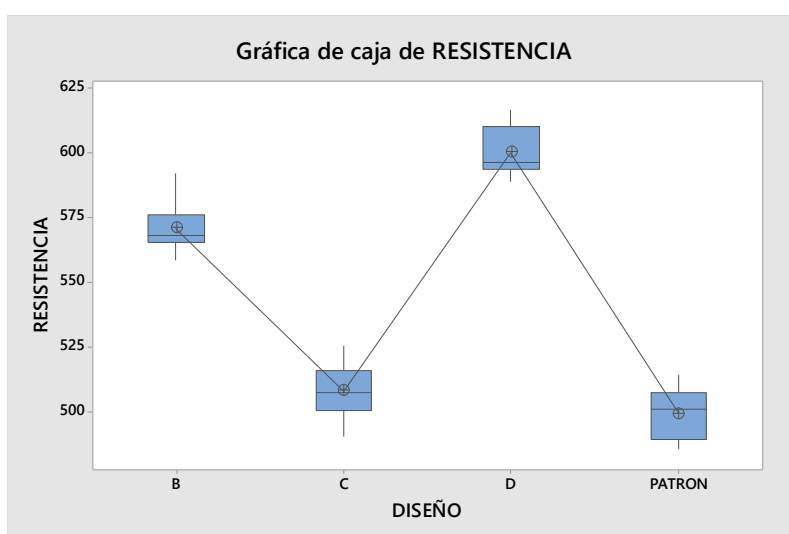 Gráfica de caja de RESISTENCIA
625
600
575
550
525
500
RESISTENCIA
B C D PATRON
DISEÑO